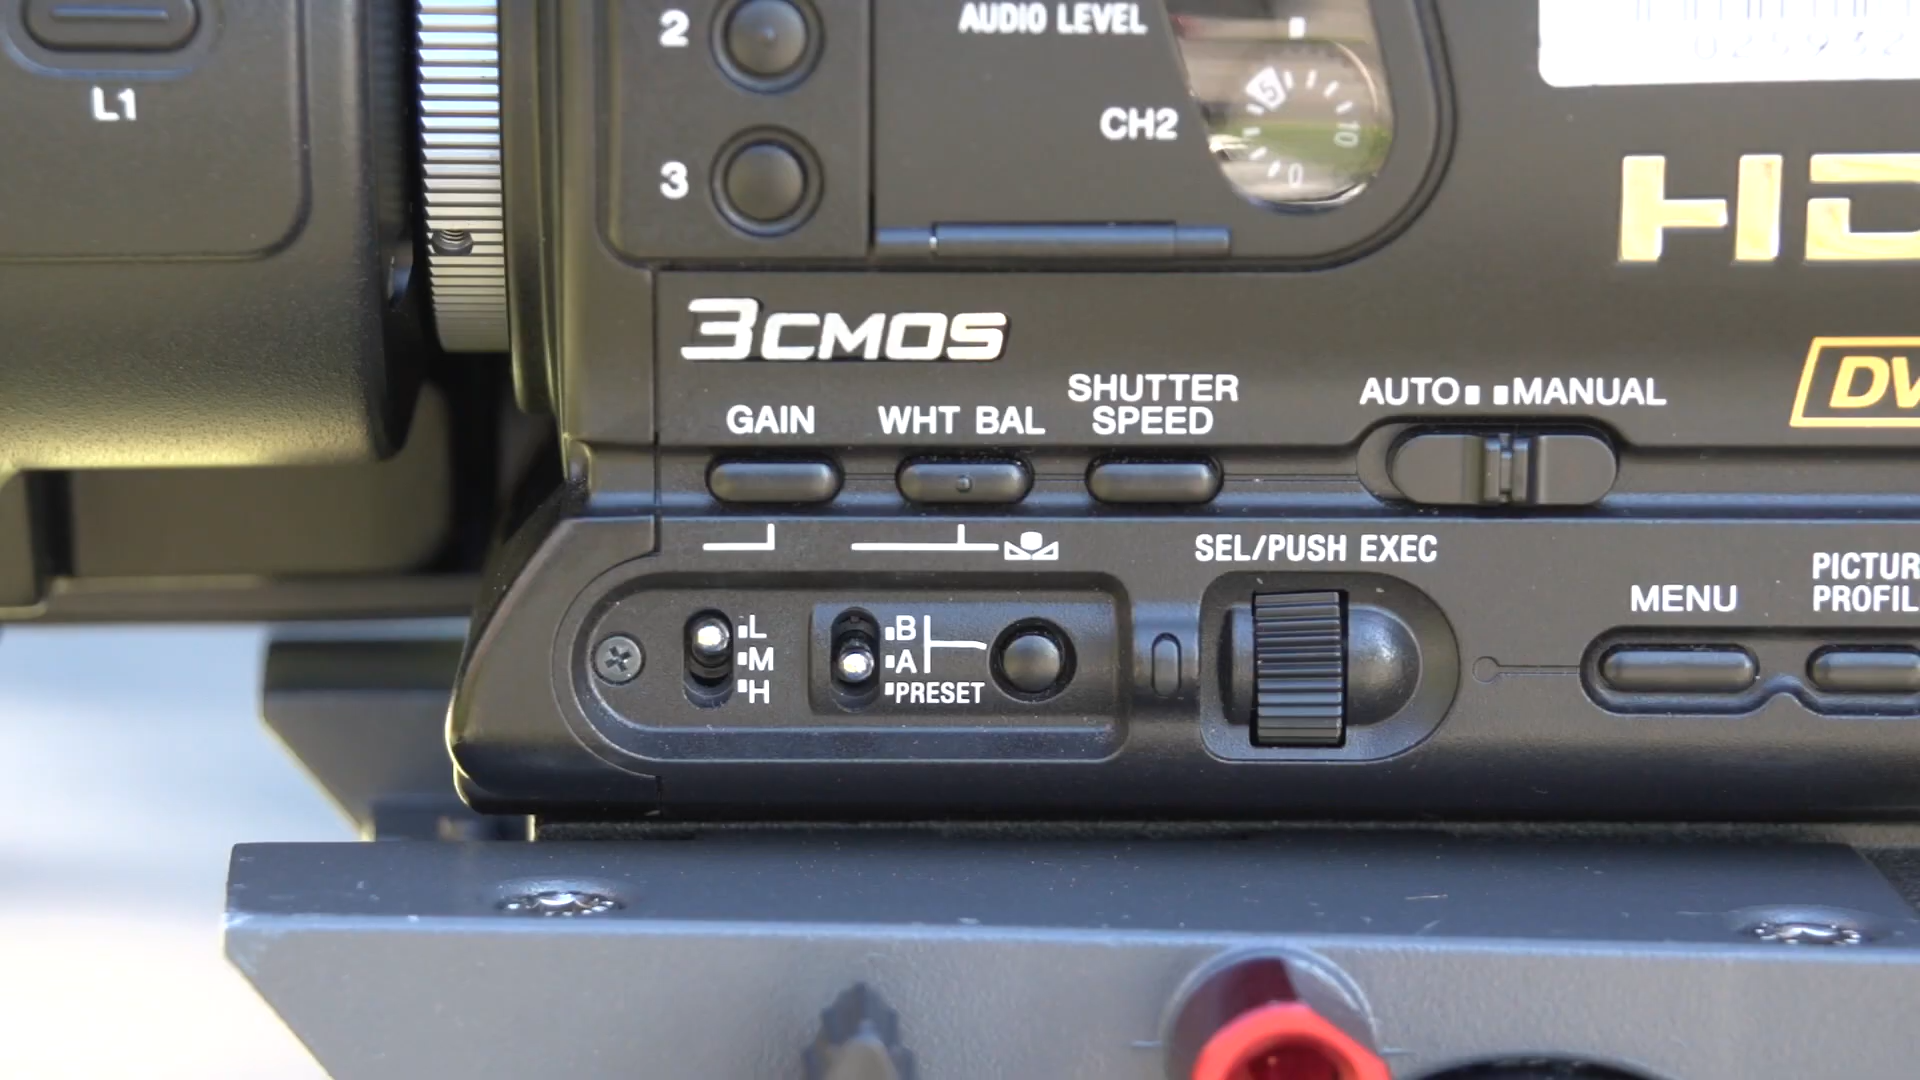 L1
2
AUDIO LEVEL
3
CH2
5
10
0
HD
3CMOS
DV
GAIN
WHT BAL
SHUTTER
SPEED
AUTO MANUAL
SEL/PUSH EXEC
L
M
H
B
A
PRESET
MENU
PICTUR
PROFIL